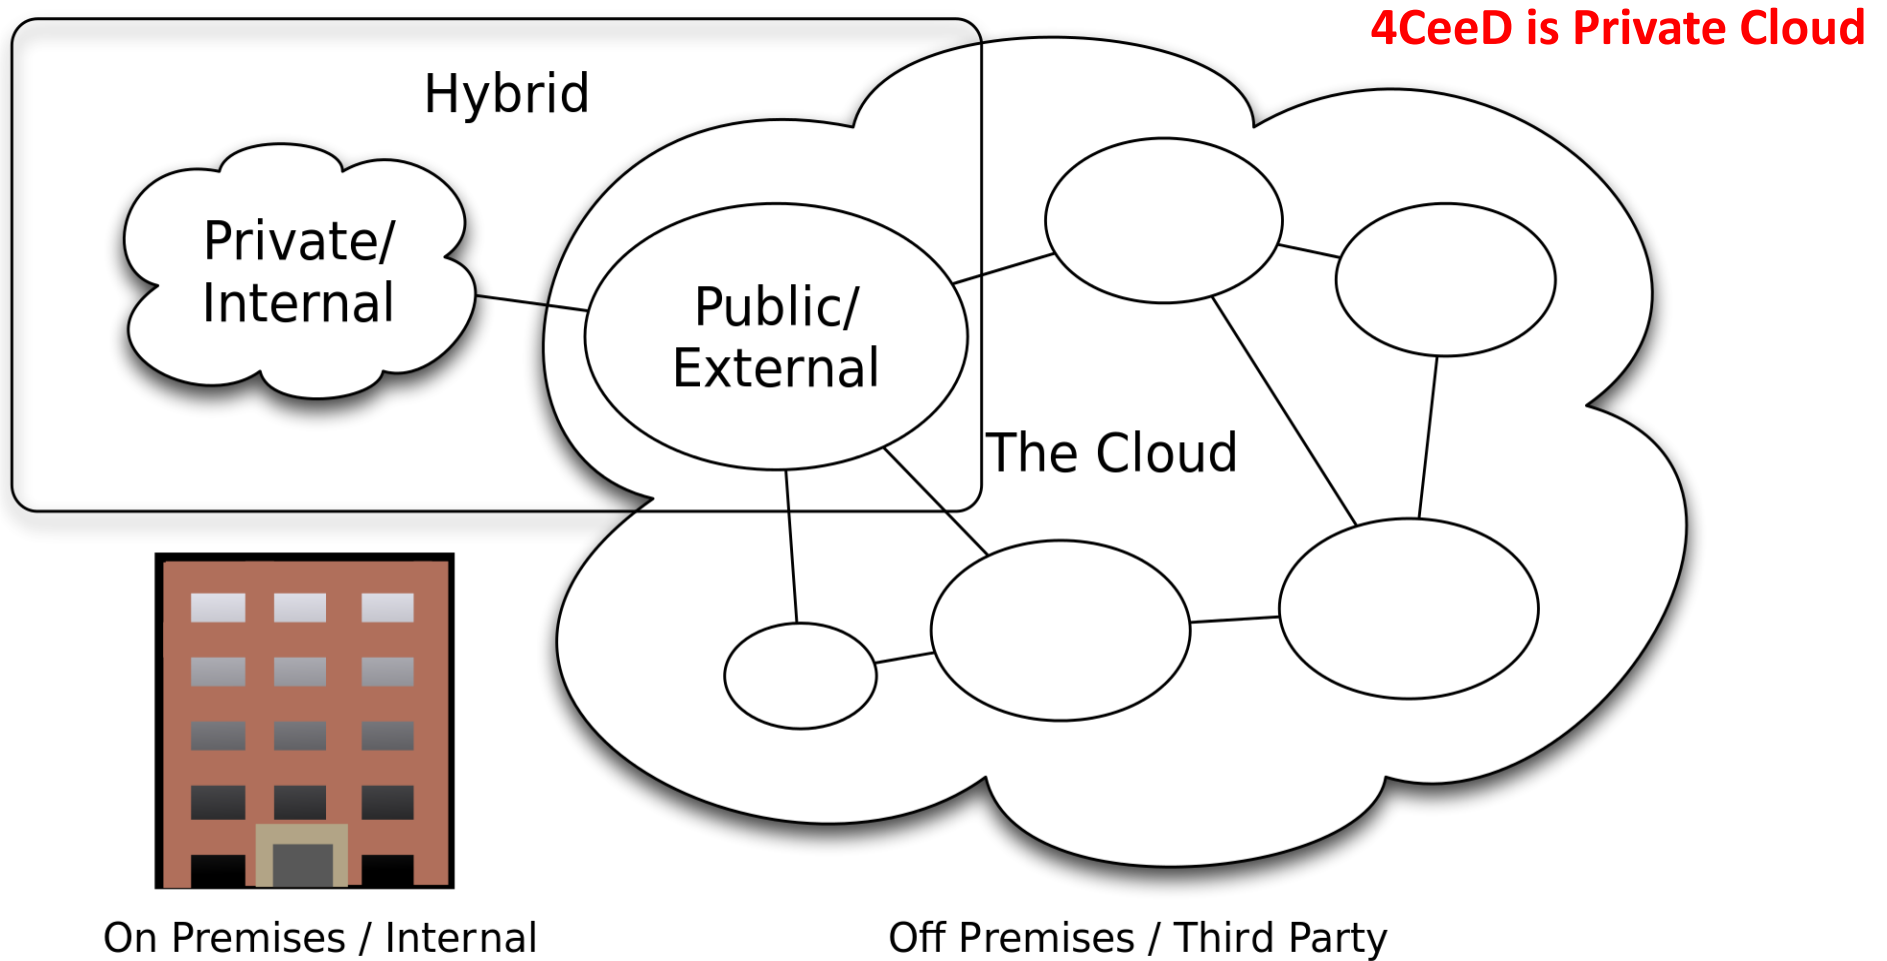 4CeeD is Private Cloud
Hybrid
Private/
Internal
Public/
External
The Cloud
On Premises / Internal
Off Premises / Third Party